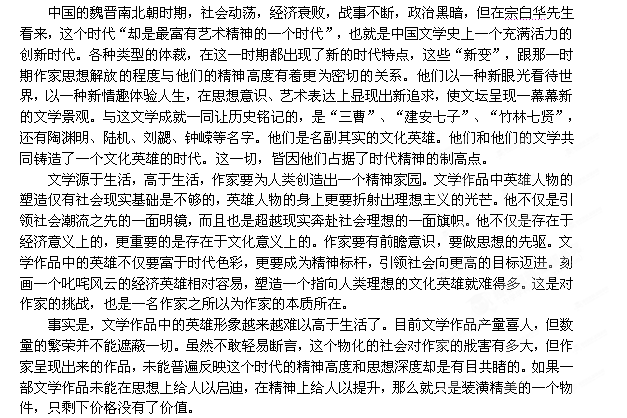 中国的魏晋南北朝时期，社会动荡，经济衰败，战事不断，政治黑暗，但在宗白华先生
看来，这个时代“却是最富有艺术精神的一个时代”，也就是中国文学史上一个充满活力的
创新时代。各种类型的体裁，在这一时期都出现了新的时代特点，这些“新变”，跟那一时
期作家思想解放的程度与他们的精神高度有着更为密切的关系。他们以一种新眼光看待世
界，以一种新情趣体验人生，在思想意识、艺术表达上显现出新追求，使文坛呈现一幕幕新
的文学景观。与这文学成就一同让历史铭记的，是“三曹”、“建安七子”、“竹林七贤”，
还有陶渊明、陆机、刘勰、钟嵘等名字。他们是名副其实的文化英雄。他们和他们的文学共
同铸造了一个文化英雄的时代。这一切，皆因他们占据了时代精神的制高点。
文学源于生活，高于生活，作家要为人类创造出一个精神家园。文学作品中英雄人物的
塑造仅有社会现实基础是不够的，英雄人物的身上更要折射出理想主义的光芒。他不仅是引
领社会潮流之先的一面明镜，而且也是超越现实奔赴社会理想的一面旗帜。他不仅是存在于
经济意义上的，更重要的是存在于文化意义上的。作家要有前瞻意识，要做思想的先驱。文
学作品中的英雄不仅要富于时代色彩，更要成为精神标杆，引领社会向更高的目标迈进。刻
画一个叱咤风云的经济英雄相对容易，塑造一个指向人类理想的文化英雄就难得多。这是对
作家的挑战，也是一名作家之所以为作家的本质所在。
事实是，文学作品中的英雄形象越来越难以高于生活了。目前文学作品产量喜人，但数
量的繁荣并不能遮蔽一切。虽然不敢轻易断言，这个物化的社会对作家的戕害有多大，但作
家呈现出来的作品，未能普遍反映这个时代的精神高度和思想深度却是有目共睹的。如果一
部文学作品未能在思想上给人以启迪，在精神上给人以提升，那么就只是装潢精美的一个物
件，只剩下价格没有了价值。